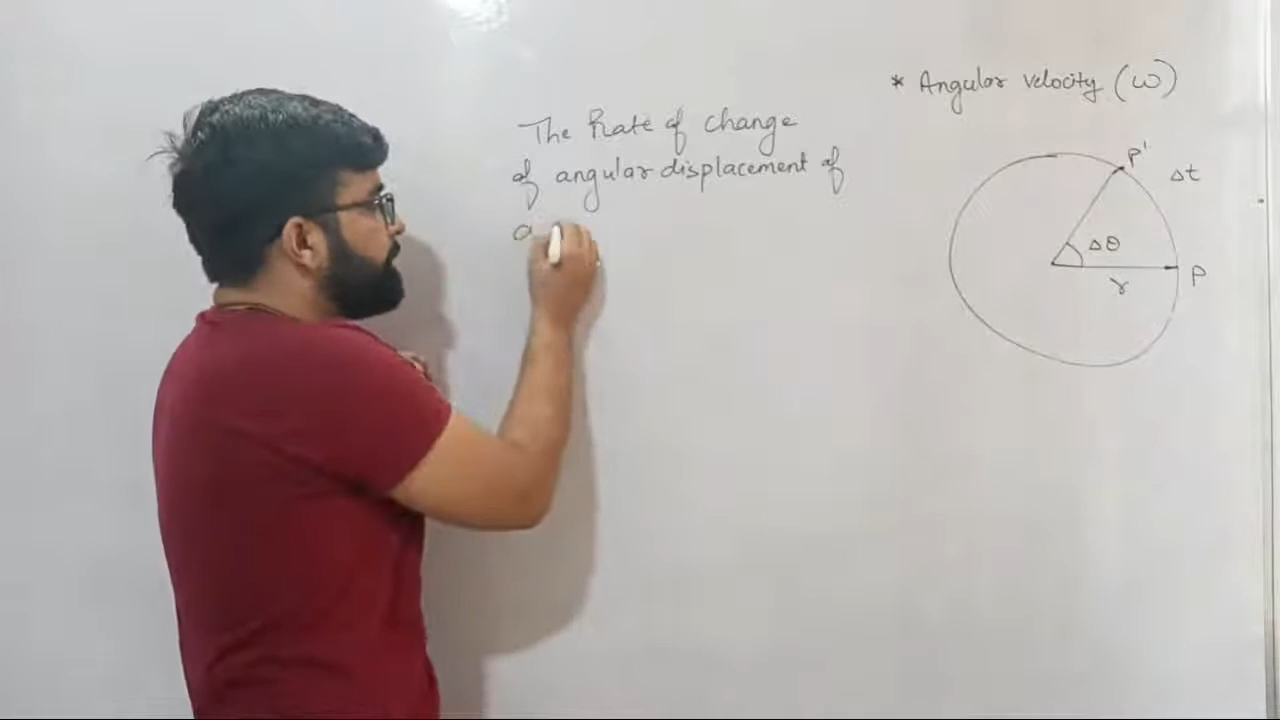 * Angular velocity (ω)
The Rate of change
of angular displacement of
a
P'
Δt
Δθ
r
P